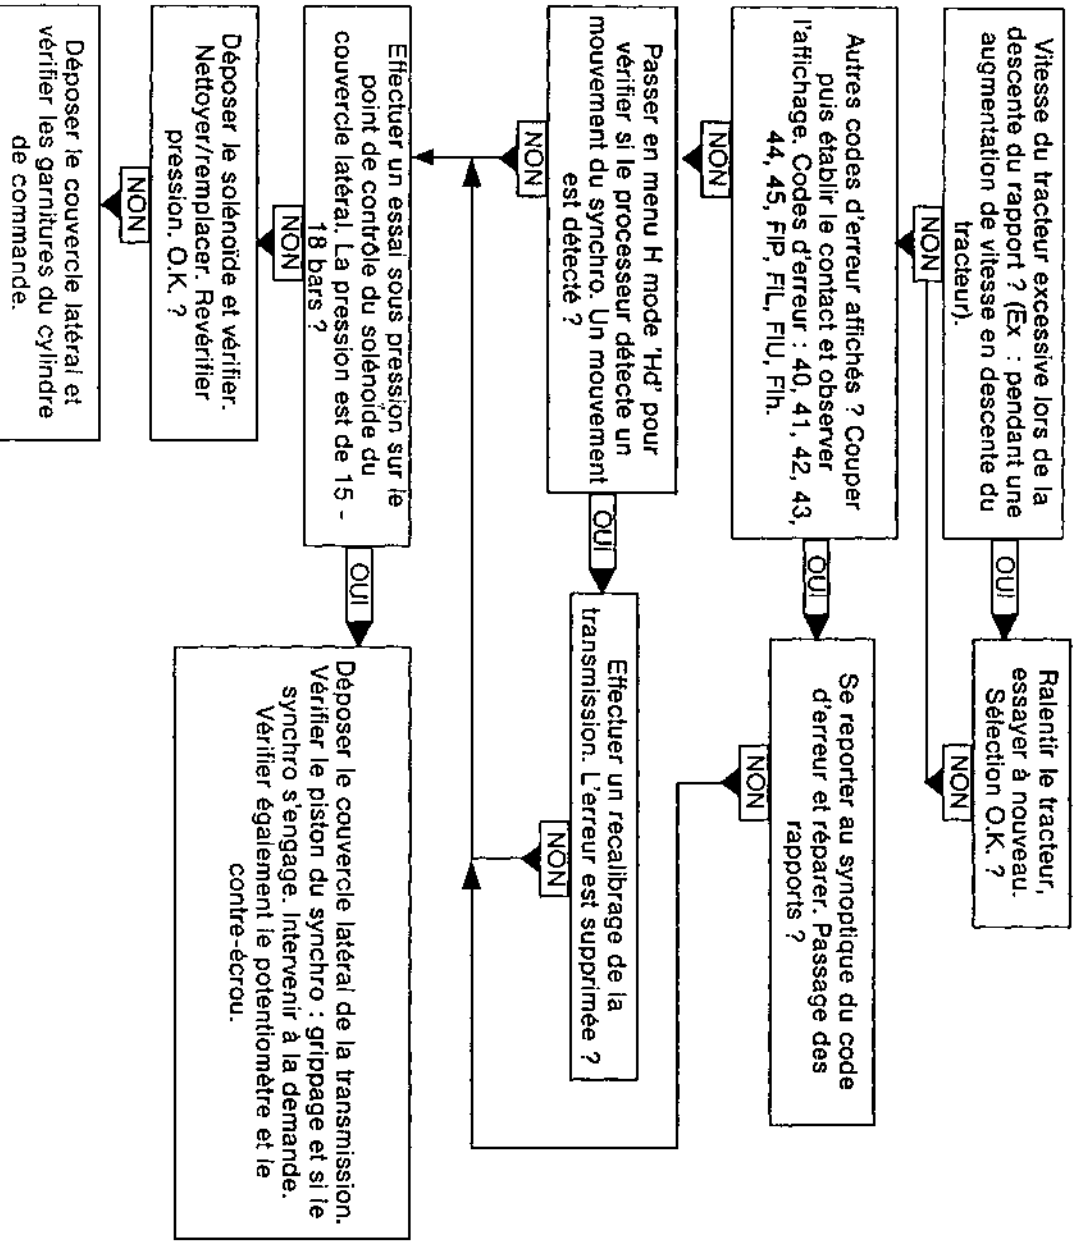 Vitesse du tracteur excessive lors de la
descente du rapport ? (Ex : pendant une
augmentation de vitesse en descente du
tracteur).
OUI
Ralentir le tracteur,
essayer à nouveau.
Sélection O.K. ?
NON
NON
Autres codes d'erreur affichés ? Couper
puis établir le contact et observer
l'affichage. Codes d'erreur : 40, 41, 42, 43,
44, 45, FIP, FIL, FIU, FIh.
OUI
Se reporter au synoptique du code
d'erreur et réparer. Passage des
rapports ?
NON
NON
Passer en menu H mode 'Hd' pour
vérifier si le processeur détecte un
mouvement du synchro. Un mouvement
est détecté ?
OUI
Effectuer un recalibrage de la
transmission. L'erreur est supprimée ?
NON
NON
Effectuer un essai sous pression sur le
point de contrôle du solénoïde du
couvercle latéral. La pression est de 15 -
18 bars ?
OUI
Déposer le couvercle latéral de la transmission.
Vérifier le piston du synchro : grippage et si le
synchro s'engage. Intervenir à la demande.
Vérifier également le potentiomètre et le
contre-écrou.
NON
Déposer le solénoïde et vérifier.
Nettoyer/remplacer. Revérifier
pression. O.K. ?
NON
Déposer le couvercle latéral et
vérifier les garnitures du cylindre
de commande.